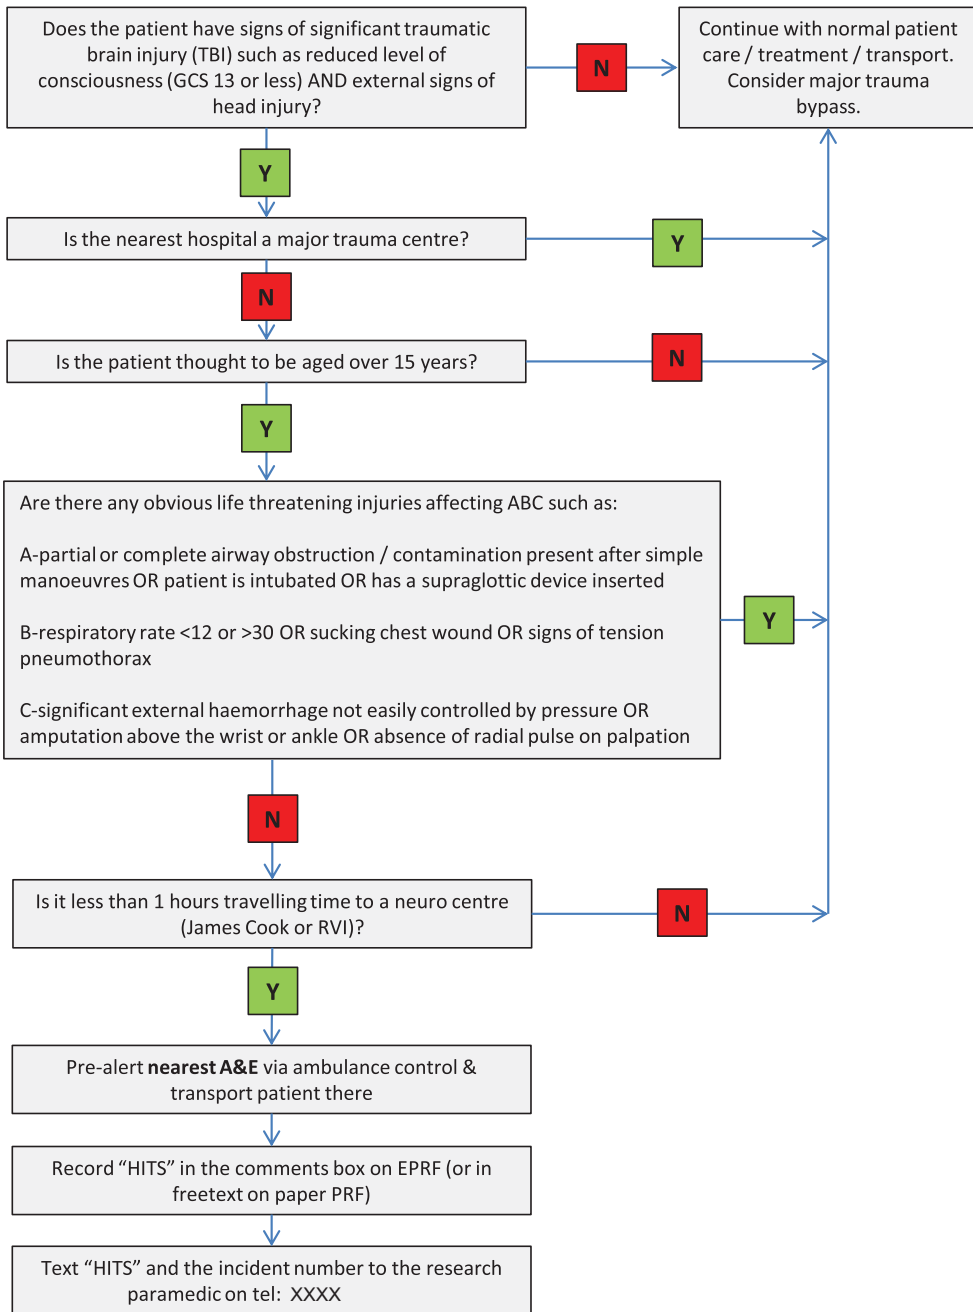 Does the patient have signs of significant traumatic
brain injury (TBI) such as reduced level of
consciousness (GCS 13 or less) AND external signs of
head injury?
N
Continue with normal patient
care / treatment / transport.
Consider major trauma
bypass.
Y
Is the nearest hospital a major trauma centre?
Y
N
Is the patient thought to be aged over 15 years?
N
Y
Are there any obvious life threatening injuries affecting ABC such as:
A-partial or complete airway obstruction / contamination present after simple
manoeuvres OR patient is intubated OR has a supraglottic device inserted
B-respiratory rate <12 or >30 OR sucking chest wound OR signs of tension
pneumothorax
C-significant external haemorrhage not easily controlled by pressure OR
amputation above the wrist or ankle OR absence of radial pulse on palpation
Y
N
Is it less than 1 hours travelling time to a neuro centre
(James Cook or RVI)?
N
Y
Pre-alert nearest A&E via ambulance control &
transport patient there
Record “HITS” in the comments box on EPRF (or in
freetext on paper PRF)
Text “HITS” and the incident number to the research
paramedic on tel: XXXX